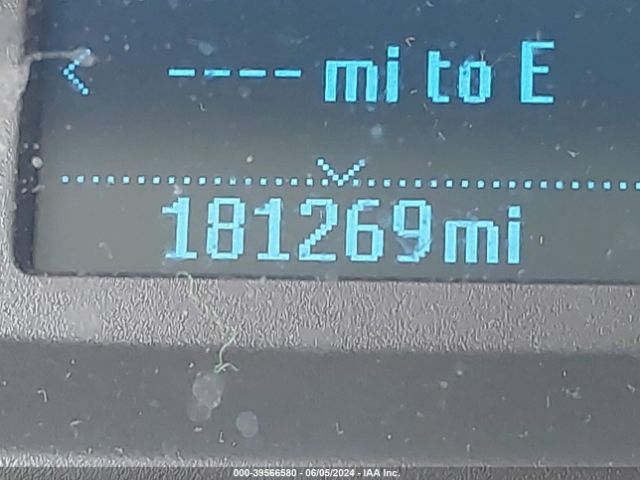 < ---- mi to E
181269mi
000-39566580 - 06/05/2024 - IAA Inc.